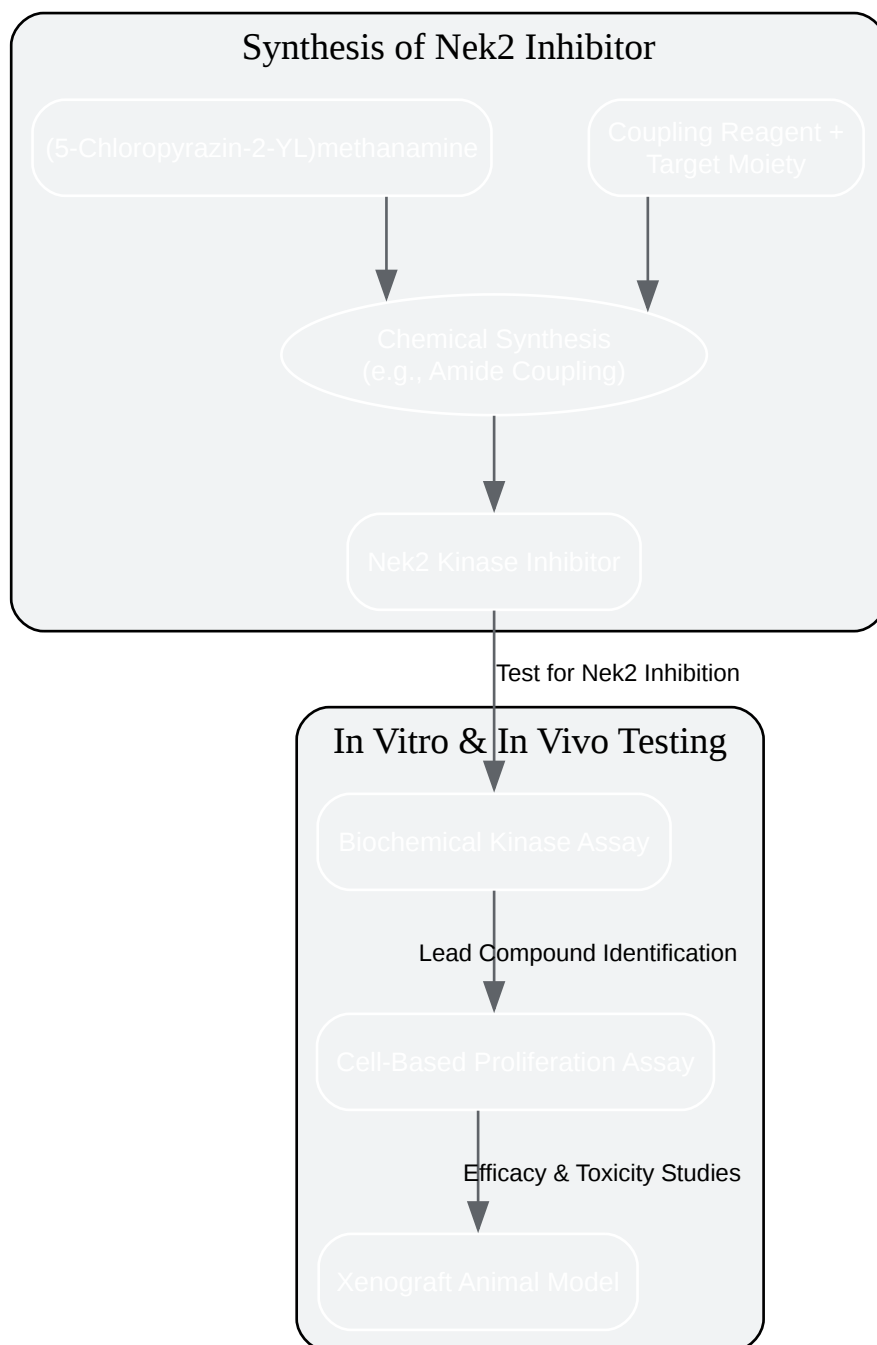 Synthesis of Nek2 Inhibitor
(5-Chloropyrazin-2-YL)methanamine
Coupling Reagent +
Target Moiety
Chemical Synthesis
(e.g., Amide Coupling)
Nek2 Kinase Inhibitor
Test for Nek2 Inhibition
In Vitro & In Vivo Testing
Biochemical Kinase Assay
Lead Compound Identification
Cell-Based Proliferation Assay
Efficacy & Toxicity Studies
Xenograft Animal Model